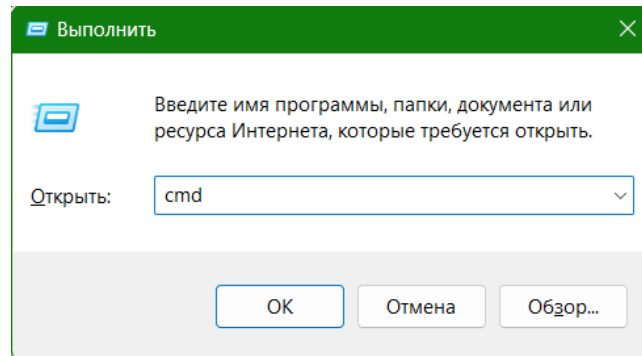 Выполнить
Введите имя программы, папки, документа или
ресурса Интернета, которые требуется открыть.
Открыть:
cmd
OK
Отмена
Обзор...